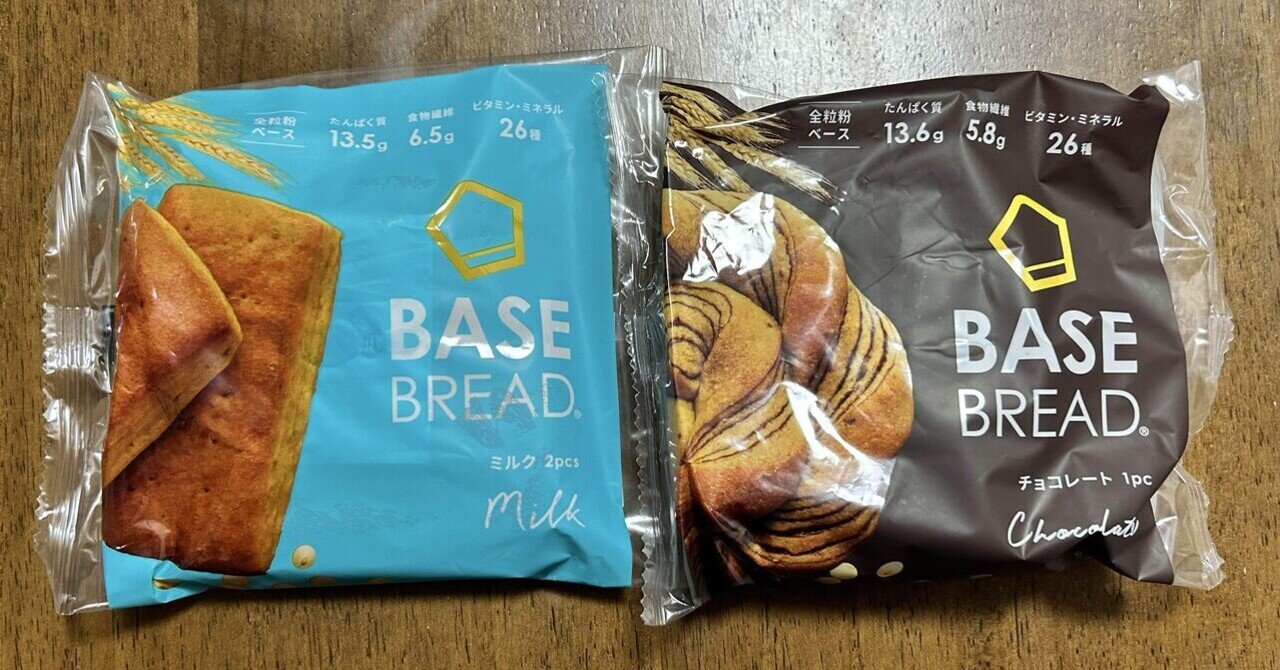 全粒粉
ベース
たんぱく質
13.5g
食物繊維
6.5g
ビタミン・ミネラル
26種
BASE
BREAD®
ミルク 2pcs
Milk
全粒粉
ベース
たんぱく質
13.6g
食物繊維
5.8g
ビタミン・ミネラル
26種
BASE
BREAD®
チョコレート 1pc
Chocolate